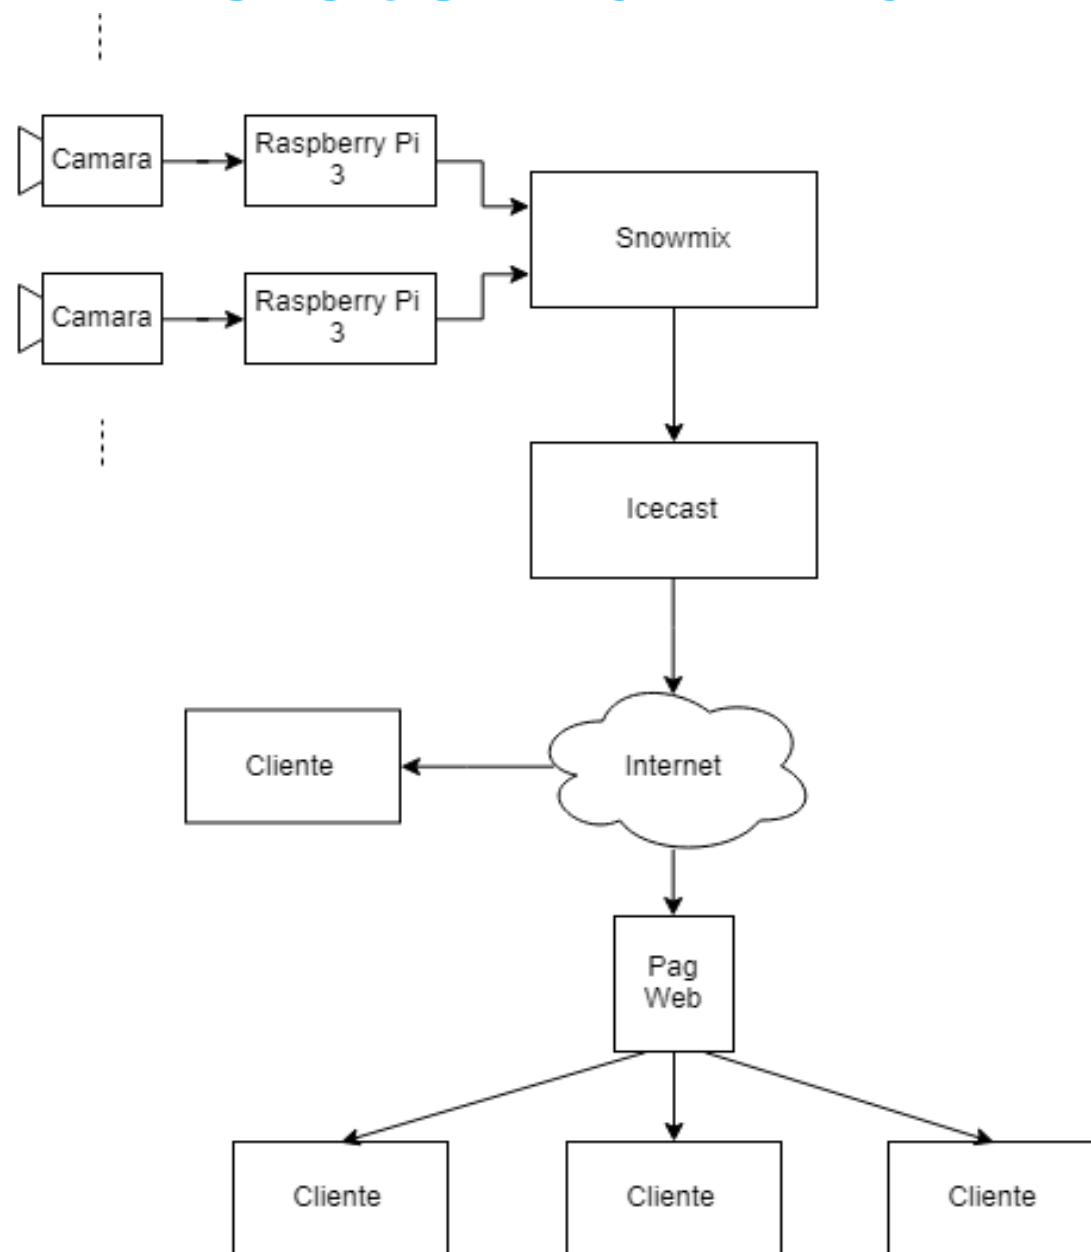 Camara
Raspberry Pi
3
Snowmix
Camara
Raspberry Pi
3
Icecast
Cliente
Internet
Pag
Web
Cliente
Cliente
Cliente